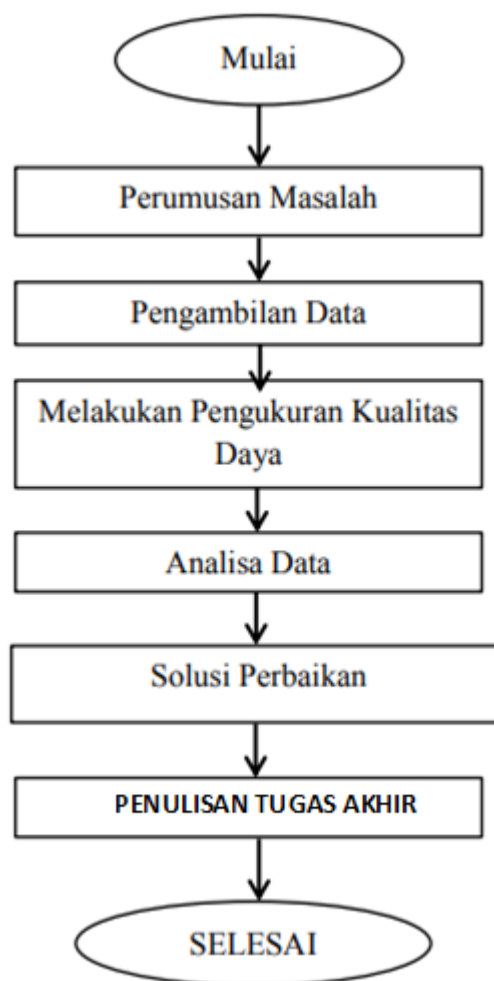 Mulai
Perumusan Masalah
Pengambilan Data
Melakukan Pengukuran Kualitas
Daya
Analisa Data
Solusi Perbaikan
PENULISAN TUGAS AKHIR
SELESAI